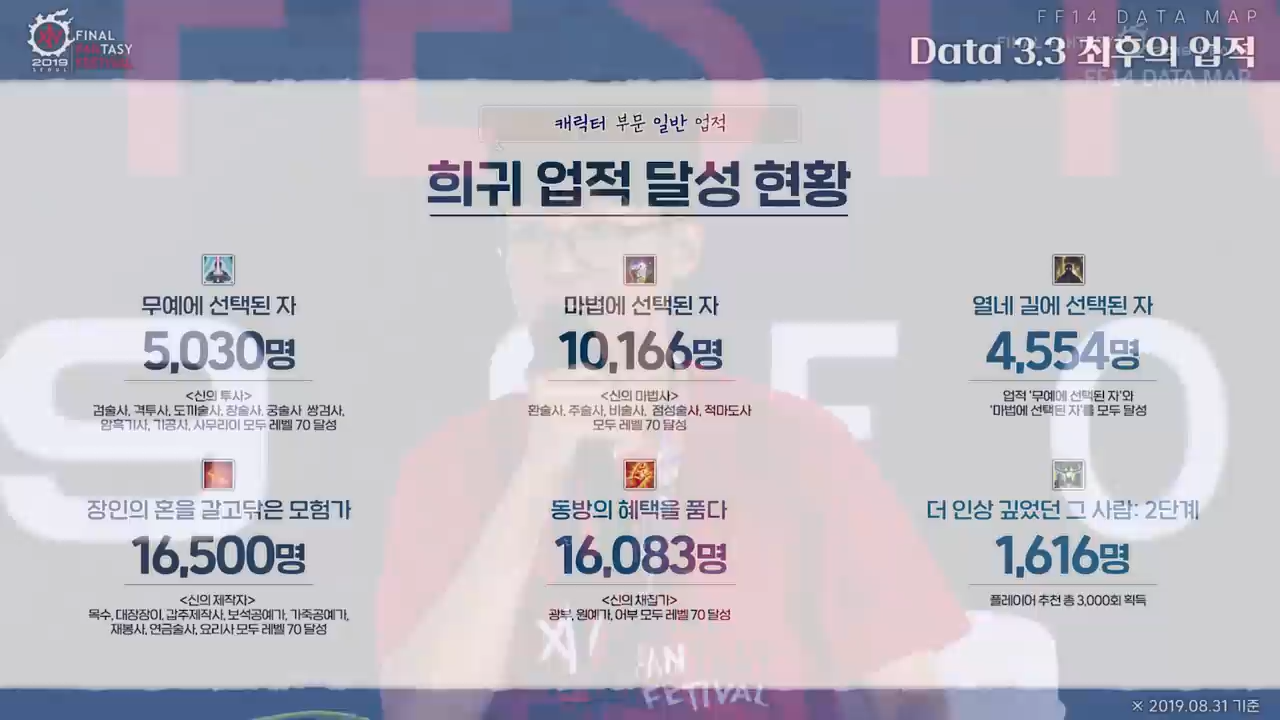 FINAL
FANTASY
FESTIVAL
2019
SEOUL
FF14 DATA MAP
Data 3.3 최후의 업적
FF14 DATA MAP
캐릭터 부문 일반 업적
희귀 업적 달성 현황
무예에 선택된 자
5,030명
<신의 투사>
검술사, 격투사, 도끼술사, 창술사, 궁술사, 쌍검사,
암흑기사, 기공사, 사무라이 모두 레벨 70 달성
마법에 선택된 자
10,166명
<신의 마법사>
환술사, 주술사, 비술사, 점성술사, 적마도사
모두 레벨 70 달성
열네 길에 선택된 자
4,554명
업적 '무예에 선택된 자'와
'마법에 선택된 자'를 모두 달성
장인의 혼을 갈고닦은 모험가
16,500명
<신의 제작자>
목수, 대장장이, 갑주제작사, 보석공예가, 가죽공예가,
재봉사, 연금술사, 요리사 모두 레벨 70 달성
동방의 혜택을 품다
16,083명
<신의 채집가>
광부, 원예가, 어부 모두 레벨 70 달성
더 인상 깊었던 그 사람: 2단계
1,616명
플레이어 추천 총 3,000회 획득
FAN
FETIVAL
× 2019.08.31 기준